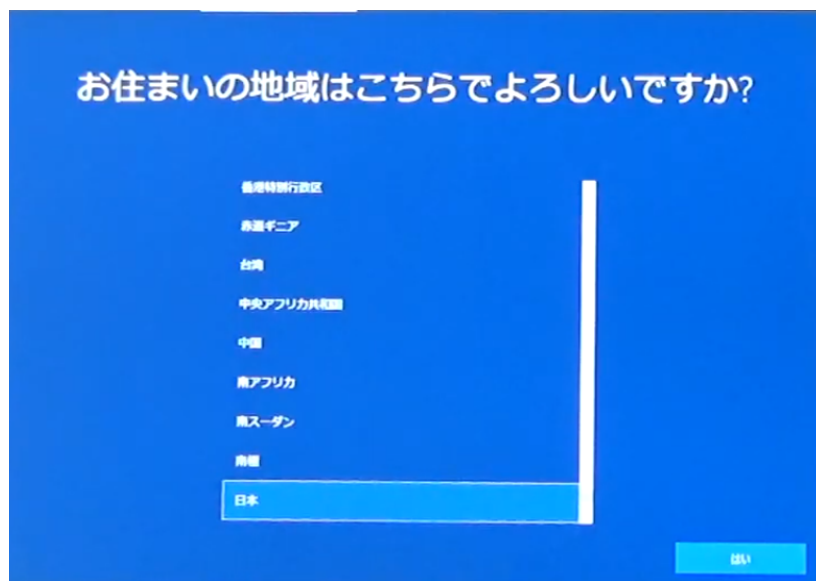 お住まいの地域はこちらでよろしいですか?
香港特別行政区
赤道ギニア
台湾
中央アフリカ共和国
中国
南アフリカ
南スーダン
南極
日本
はい